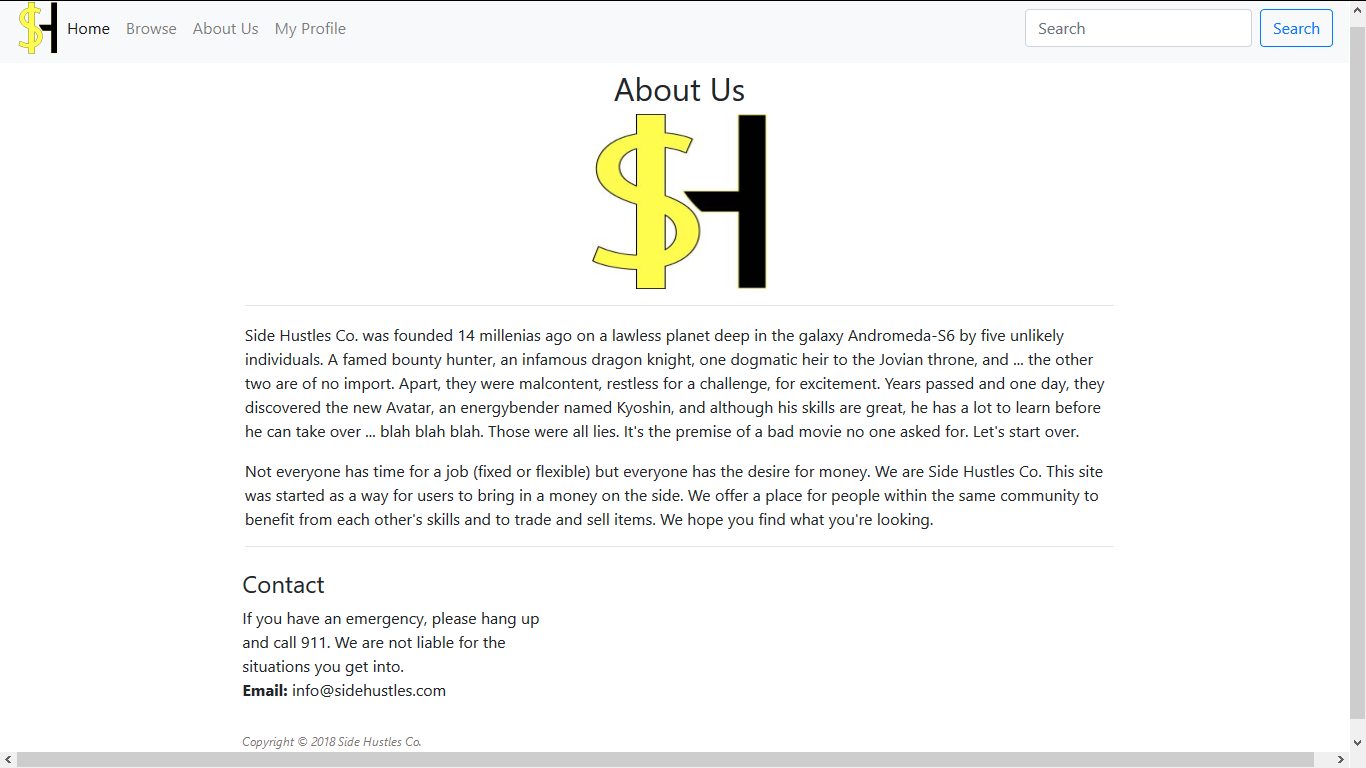 Home Browse About Us My Profile Search Search
About Us
$H
Side Hustles Co. was founded 14 millenias ago on a lawless planet deep in the galaxy Andromeda-S6 by five unlikely
individuals. A famed bounty hunter, an infamous dragon knight, one dogmatic heir to the Jovian throne, and ... the other
two are of no import. Apart, they were malcontent, restless for a challenge, for excitement. Years passed and one day, they
discovered the new Avatar, an energybender named Kyoshin, and although his skills are great, he has a lot to learn before
he can take over ... blah blah blah. Those were all lies. It's the premise of a bad movie no one asked for. Let's start over.
Not everyone has time for a job (fixed or flexible) but everyone has the desire for money. We are Side Hustles Co. This site
was started as a way for users to bring in a money on the side. We offer a place for people within the same community to
benefit from each other's skills and to trade and sell items. We hope you find what you're looking.
Contact
If you have an emergency, please hang up
and call 911. We are not liable for the
situations you get into.
Email: info@sidehustles.com
Copyright © 2018 Side Hustles Co.